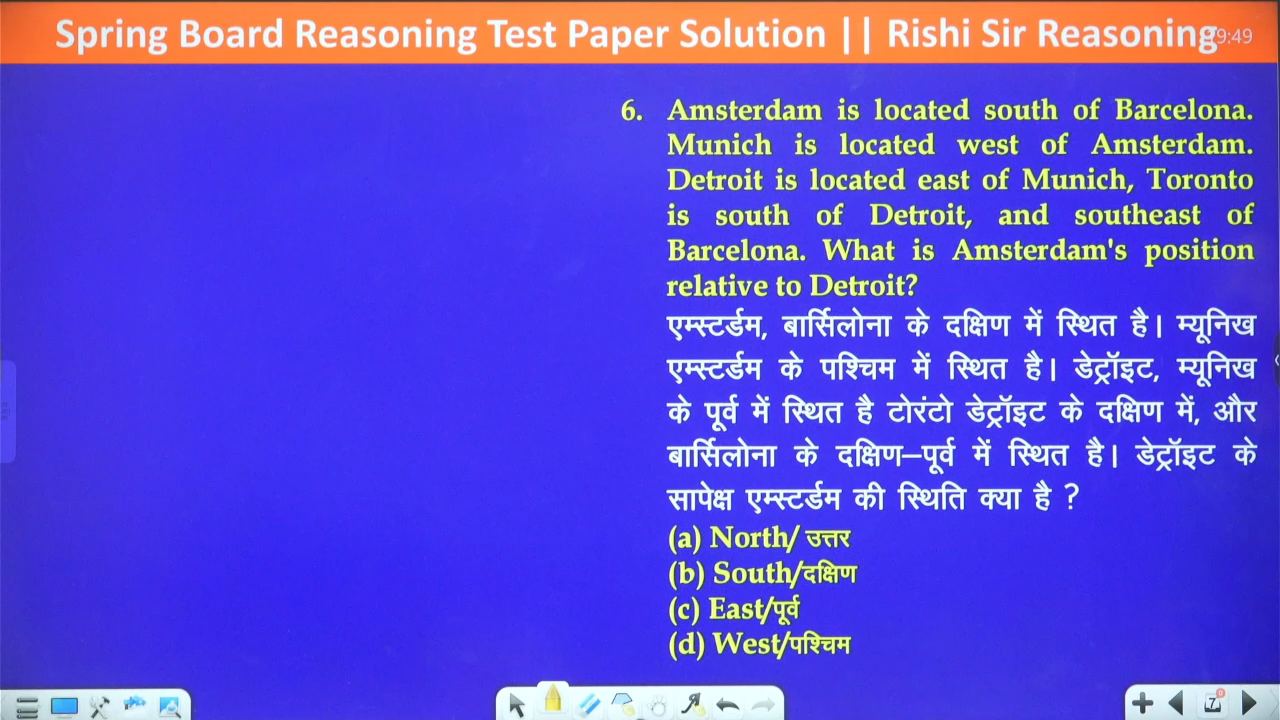 Spring Board Reasoning Test Paper Solution || Rishi Sir Reasoning
6. Amsterdam is located south of Barcelona.
Munich is located west of Amsterdam.
Detroit is located east of Munich, Toronto
is south of Detroit, and southeast of
Barcelona. What is Amsterdam's position
relative to Detroit?
एम्स्टर्डम, बार्सिलोना के दक्षिण में स्थित है। म्यूनिख
एम्स्टर्डम के पश्चिम में स्थित है। डेट्रॉइट, म्यूनिख
के पूर्व में स्थित है टोरंटो डेट्रॉइट के दक्षिण में, और
बार्सिलोना के दक्षिण–पूर्व में स्थित है। डेट्रॉइट के
सापेक्ष एम्स्टर्डम की स्थिति क्या है ?
(a) North/ उत्तर
(b) South/दक्षिण
(c) East/पूर्व
(d) West/पश्चिम